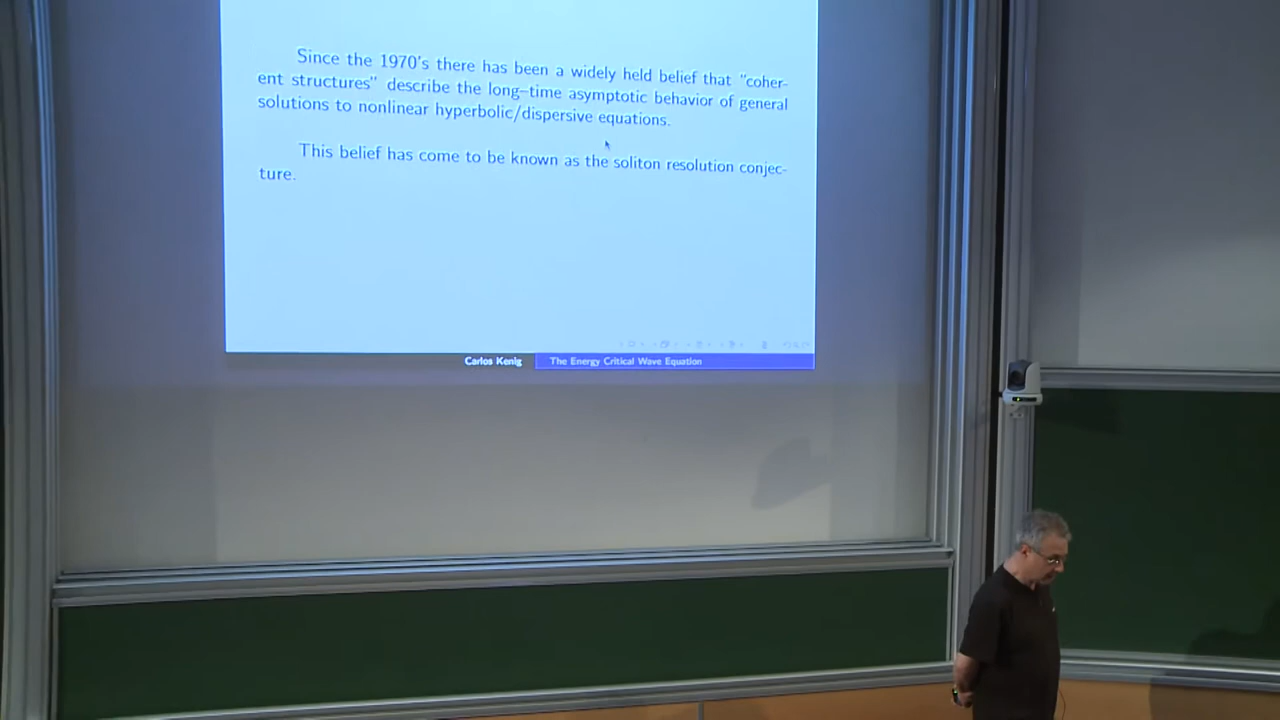 Since the 1970's there has been a widely held belief that "coher-
ent structures" describe the long–time asymptotic behavior of general
solutions to nonlinear hyperbolic/dispersive equations.
This belief has come to be known as the soliton resolution conjec-
ture.
Carlos Kenig The Energy Critical Wave Equation